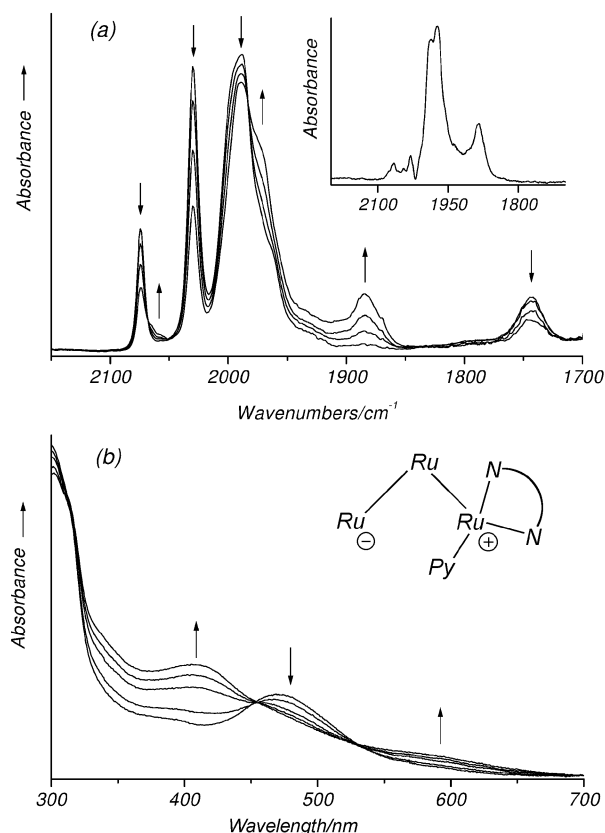 (a)
Absorbance
2100
2000
1900
1800
1700
Wavenumbers/cm⁻¹
Absorbance
2100
1950
1800
(b)
Absorbance
300
400
500
600
700
Wavelength/nm
Ru
N
Ru
−
Ru
+
N
Py